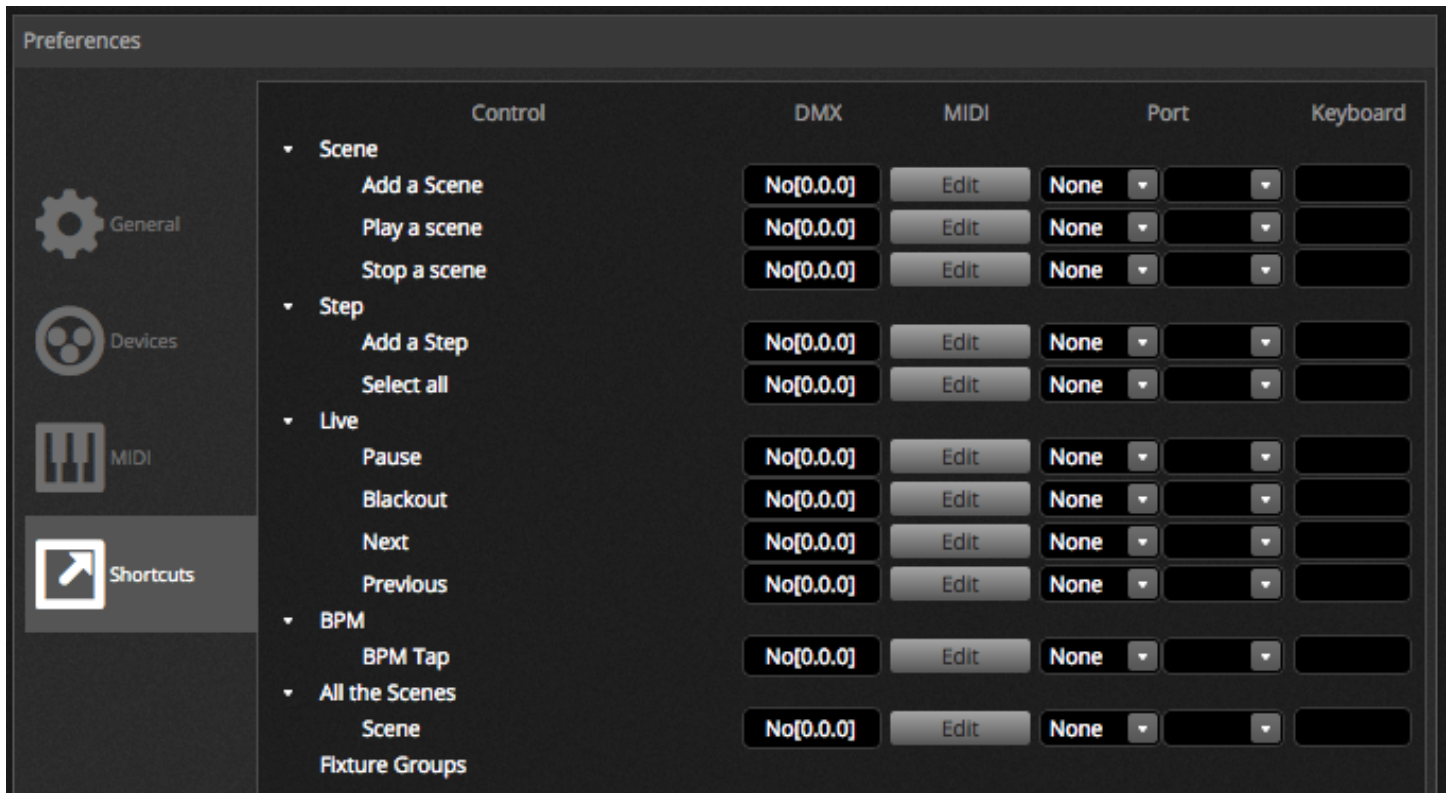 Preferences
Control DMX MIDI Port Keyboard
Scene
Add a Scene No[0.0.0] Edit None
General
Play a scene No[0.0.0] Edit None
Stop a scene No[0.0.0] Edit None
Step
Devices
Add a Step No[0.0.0] Edit None
Select all No[0.0.0] Edit None
Live
MIDI
Pause No[0.0.0] Edit None
Blackout No[0.0.0] Edit None
Next No[0.0.0] Edit None
Shortcuts
Previous No[0.0.0] Edit None
BPM
BPM Tap No[0.0.0] Edit None
All the Scenes
Scene No[0.0.0] Edit None
Fixture Groups